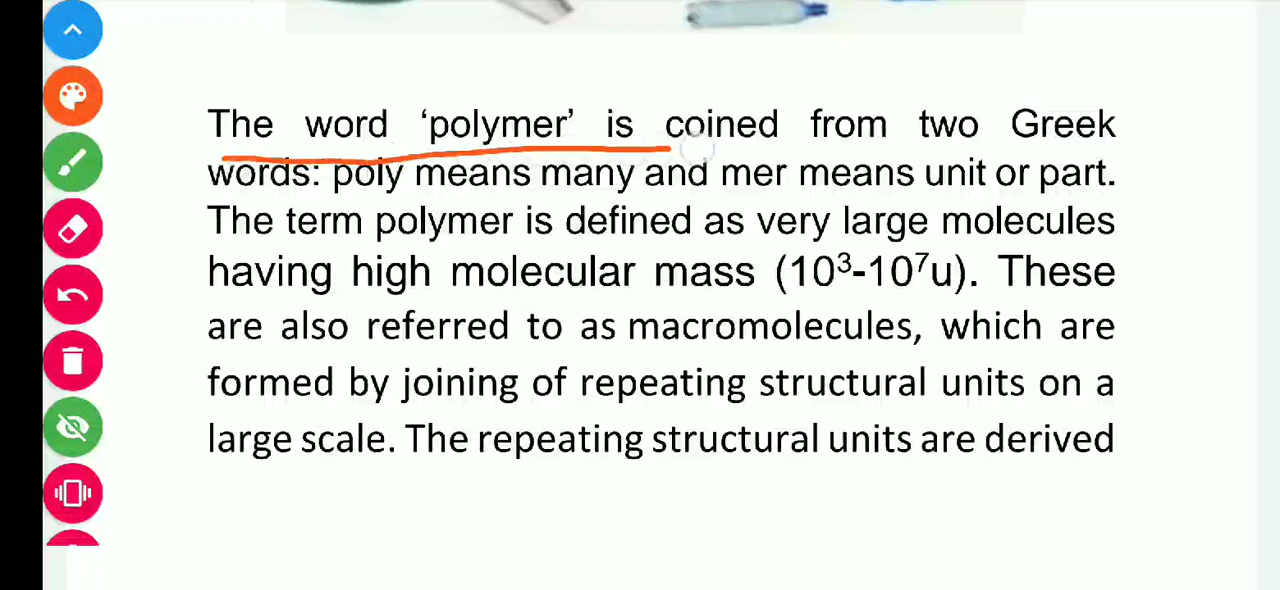 The word ‘polymer’ is coined from two Greek
words: poly means many and mer means unit or part.
The term polymer is defined as very large molecules
having high molecular mass (10³-10⁷u). These
are also referred to as macromolecules, which are
formed by joining of repeating structural units on a
large scale. The repeating structural units are derived